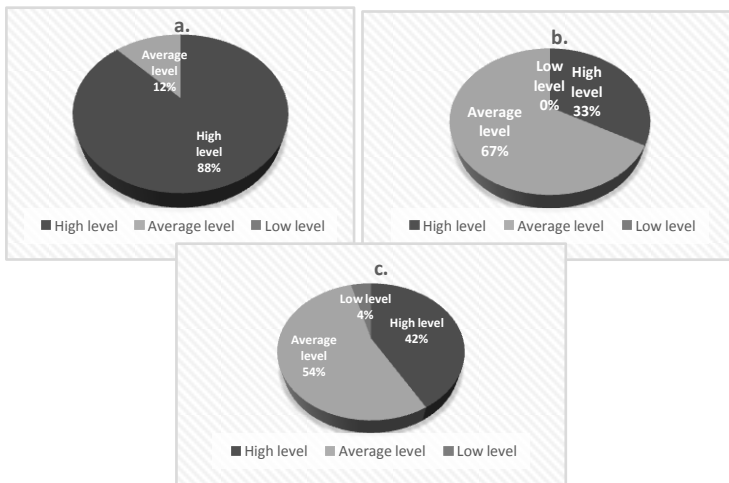 a.
Average
level
12%
High
level
88%
High level Average level Low level
b.
Low
level
0%
High
level
33%
Average
level
67%
High level Average level Low level
c.
Low level
4%
High level
42%
Average
level
54%
High level Average level Low level